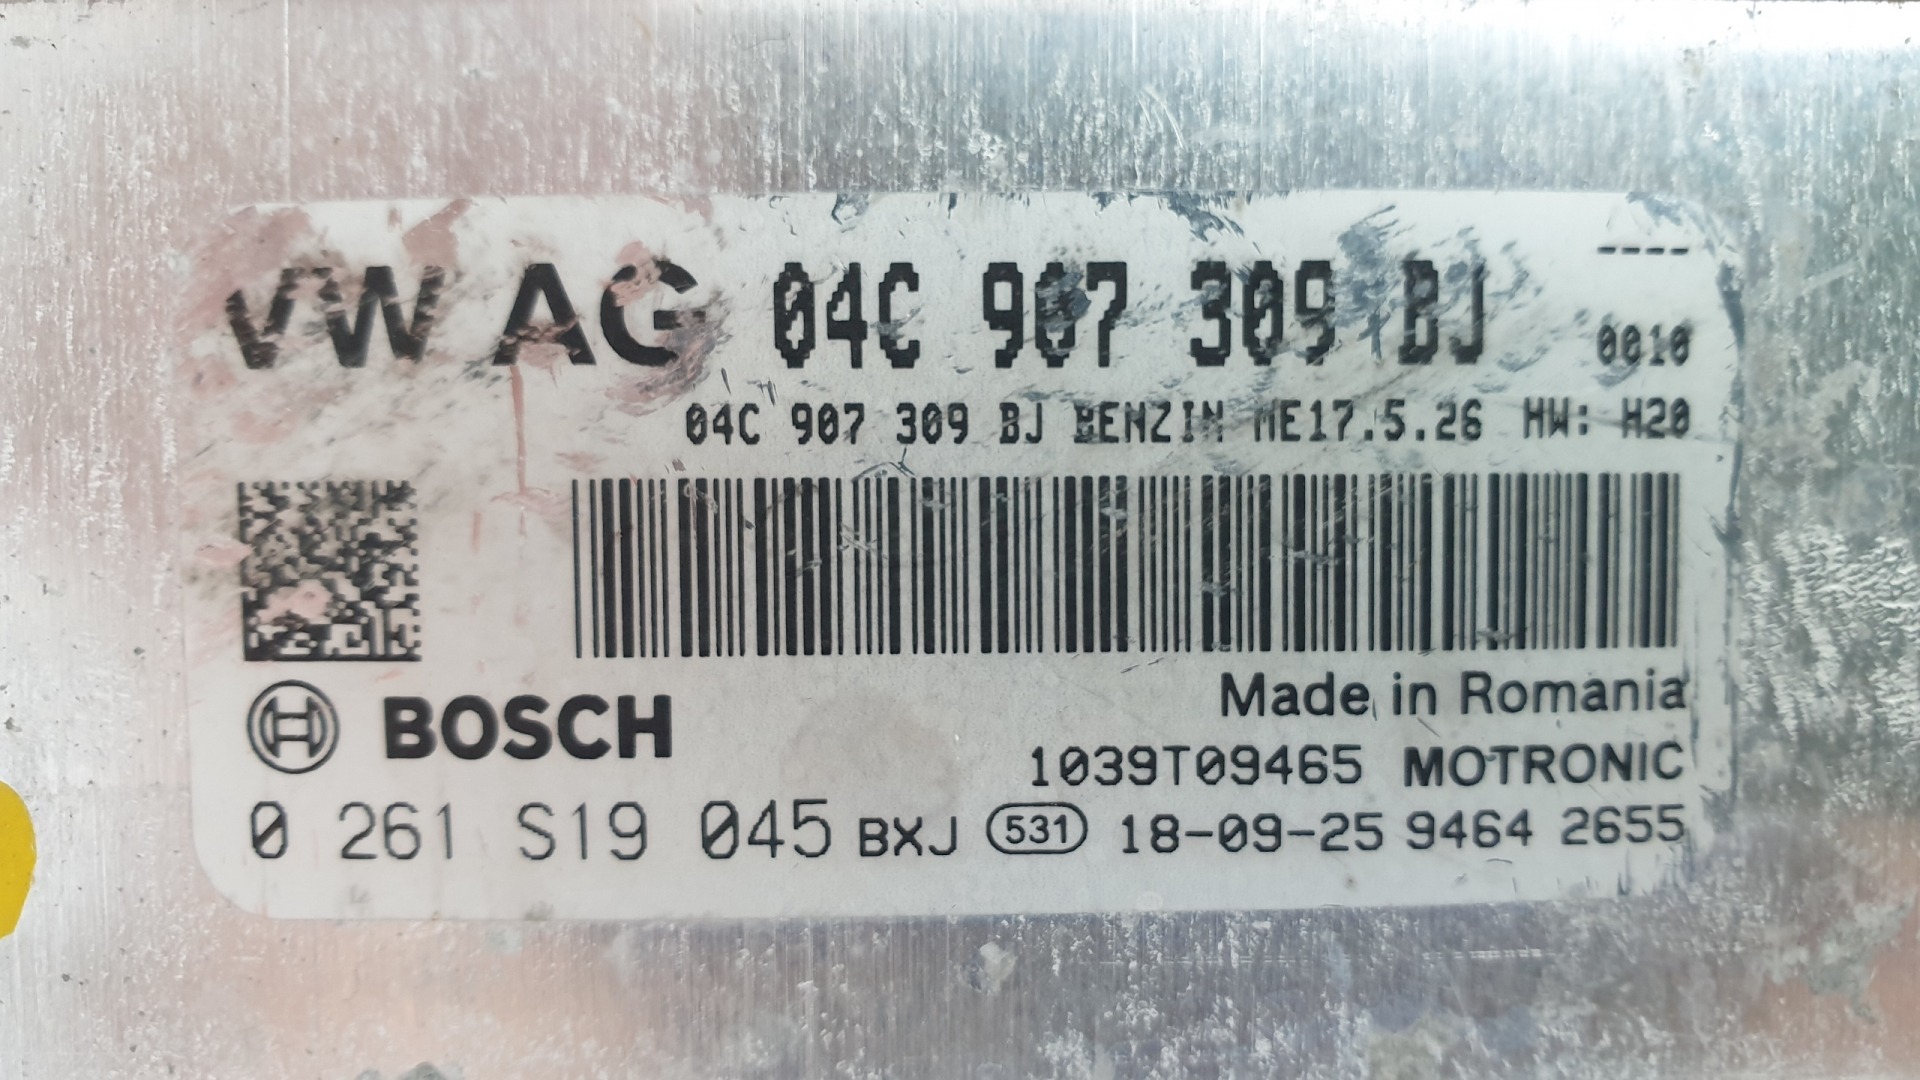 ----
VW AG 04C 907 309 BJ 0010
04C 907 309 BJ BENZIN ME17.5.26 HW: H20
Made in Romania
BOSCH
1039T09465 MOTRONIC
0 261 S19 045 BXJ 531 18-09-25 9464 2655